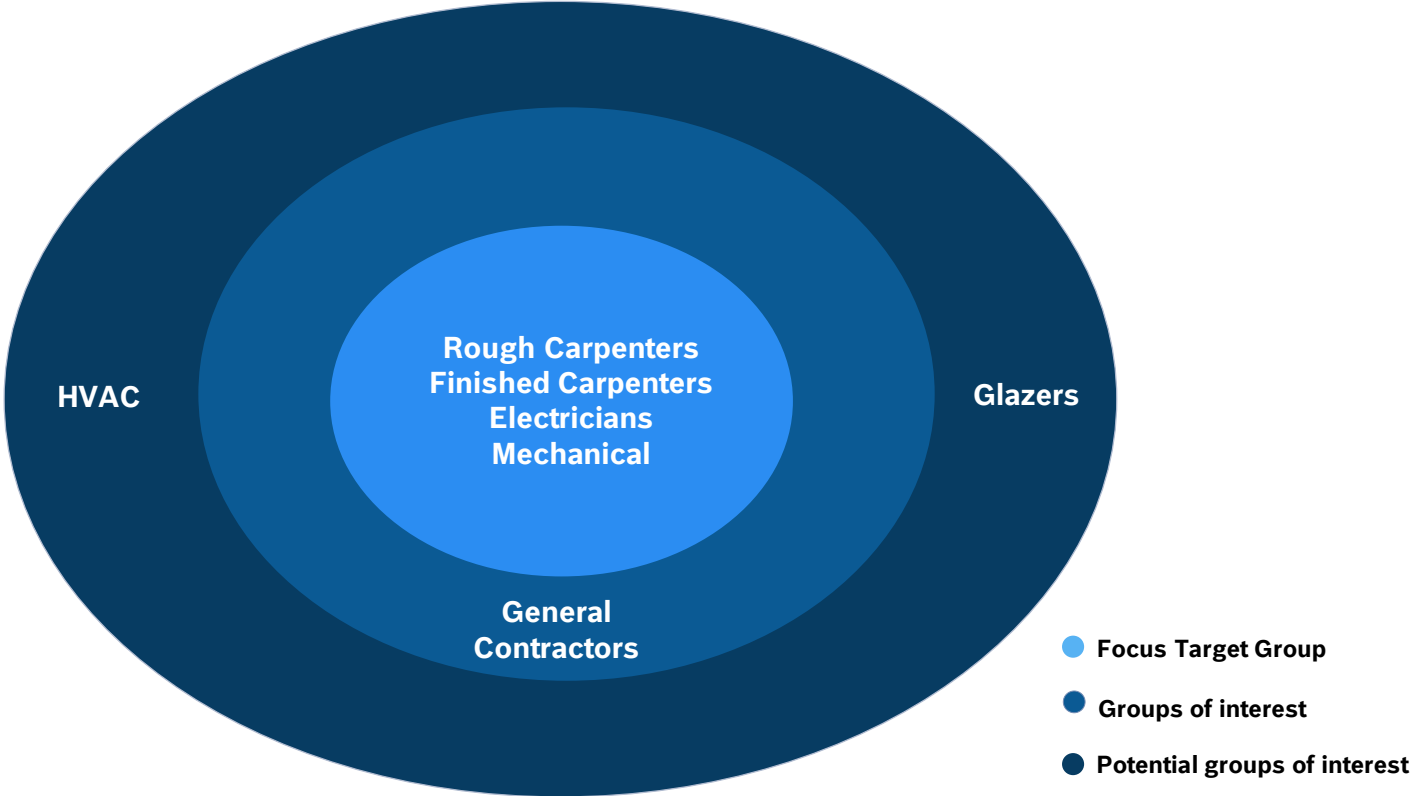 Rough Carpenters
Finished Carpenters
Electricians
Mechanical
HVAC
Glazers
General
Contractors
Focus Target Group
Groups of interest
Potential groups of interest